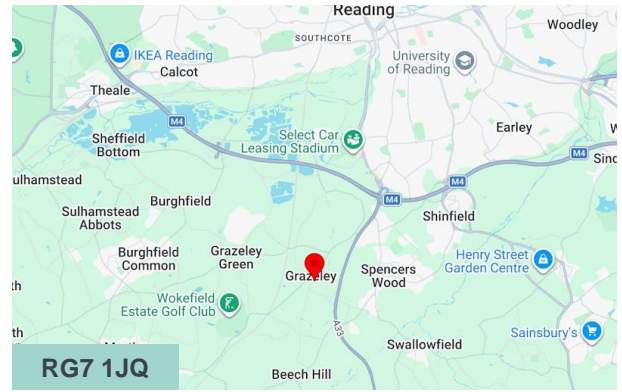 Reading
Woodley
SOUTHCOTE
IKEA Reading
University
of Reading
Calcot
Theale
M4
Earley
Select Car
Leasing Stadium
Sheffield
Bottom
M4
M4
M4
ulhamstead
Sulhamstead
Abbots
Burghfield
Shinfield
Burghfield
Common
Grazeley
Green
Henry Street
Garden Centre
Grazeley
Spencers
Wood
Wokefield
Estate Golf Club
A33
Sainsbury's
Swallowfield
Beech Hill
RG7 1JQ